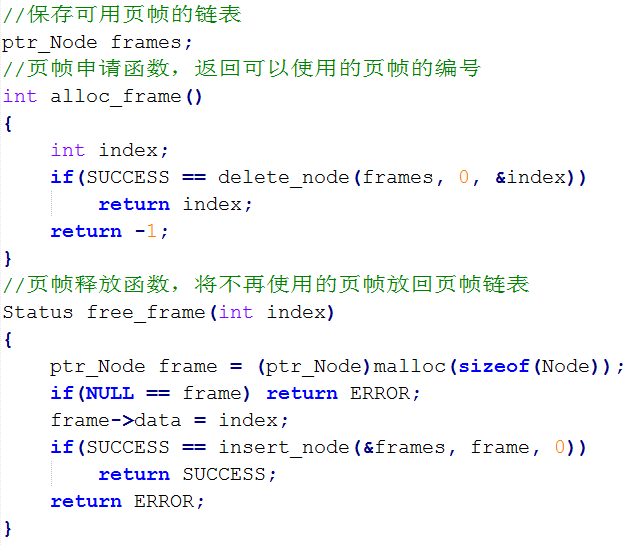 //保存可用页帧的链表
ptr_Node frames;
//页帧申请函数，返回可以使用的页帧的编号
int alloc_frame()
{
    int index;
    if(SUCCESS == delete_node(frames, 0, &index))
        return index;
    return -1;
}
//页帧释放函数，将不再使用的页帧放回页帧链表
Status free_frame(int index)
{
    ptr_Node frame = (ptr_Node)malloc(sizeof(Node));
    if(NULL == frame) return ERROR;
    frame->data = index;
    if(SUCCESS == insert_node(&frames, frame, 0))
        return SUCCESS;
    return ERROR;
}